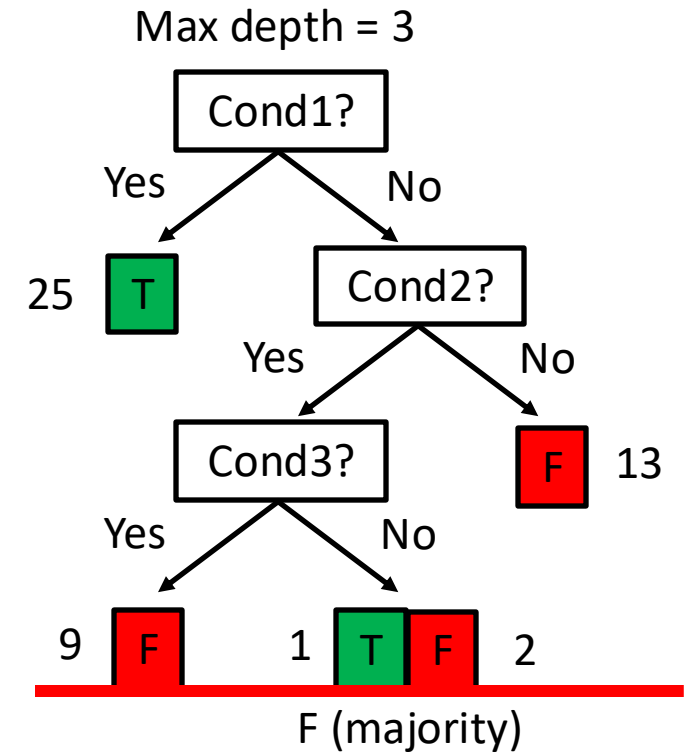 Max depth = 3
Cond1?
Yes
No
25
T
Cond2?
Yes
No
Cond3?
F
13
Yes
No
9
F
1
T
F
2
F (majority)